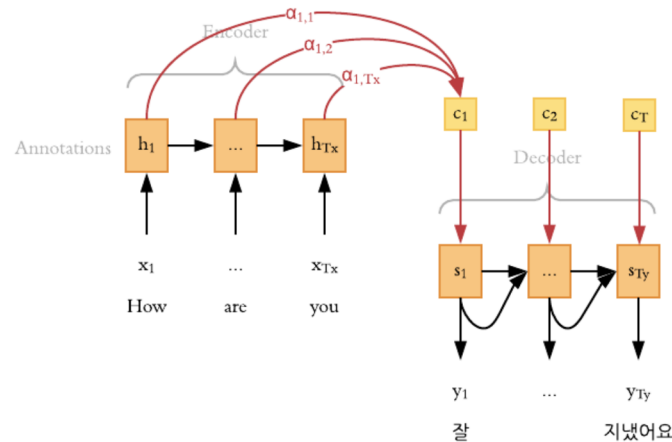 α1,1
Encoder
α1,2
α1,Tx
c1 c2 cT
Annotations h1 ... hTx
Decoder
x1 ... xTx
s1 ... sTy
How are you
y1 ... yTy
잘 지냈어요